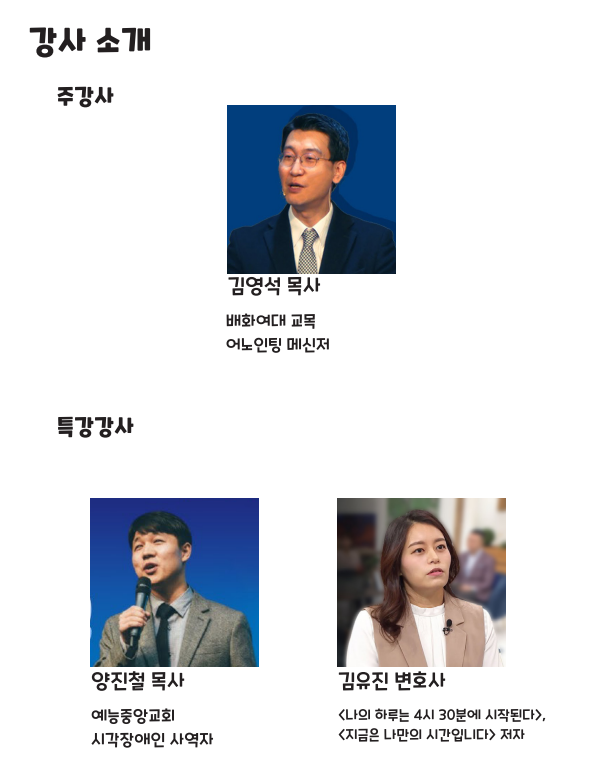 강사 소개
주강사
김영석 목사
배화여대 교목
어노인팅 메신저
특강강사
양진철 목사
예능중앙교회
시각장애인 사역자
김유진 변호사
<나의 하루는 4시 30분에 시작된다>,
<지금은 나만의 시간입니다> 저자